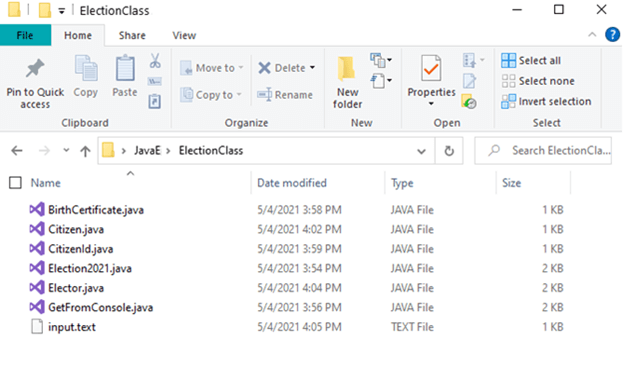 ElectionClass
File Home Share View
Pin to Quick access
Copy
Paste
Move to
Copy to
Delete
Rename
New folder
Properties
Select all
Select none
Invert selection
Clipboard Organize New Open Select
JavaE > ElectionClass
Search ElectionCla...
Name Date modified Type Size
BirthCertificate.java 5/4/2021 3:58 PM JAVA File 1 KB
Citizen.java 5/4/2021 4:02 PM JAVA File 1 KB
CitizenId.java 5/4/2021 3:59 PM JAVA File 1 KB
Election2021.java 5/4/2021 3:54 PM JAVA File 2 KB
Elector.java 5/4/2021 4:04 PM JAVA File 2 KB
GetFromConsole.java 5/4/2021 3:56 PM JAVA File 2 KB
input.text 5/4/2021 4:05 PM TEXT File 1 KB